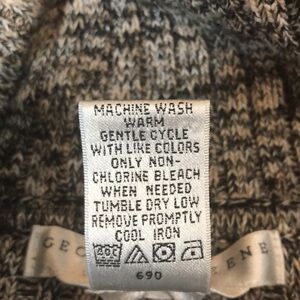 MACHINE WASH
WARM
GENTLE CYCLE
WITH LIKE COLORS
ONLY NON-
CHLORINE BLEACH
WHEN NEEDED
TUMBLE DRY LOW
REMOVE PROMPTLY
COOL IRON
690